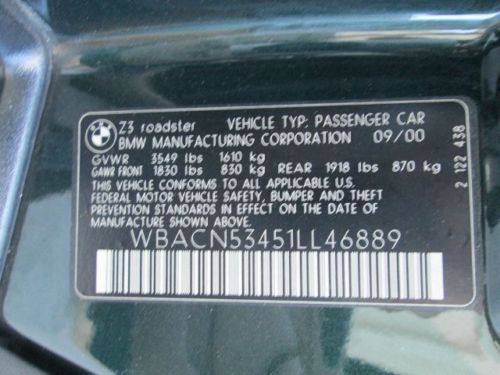 BMW
Z3 roadster VEHICLE TYP: PASSENGER CAR
BMW MANUFACTURING CORPORATION 09/00
GVWR 3549 lbs 1610 kg
GAWR FRONT 1830 lbs 830 kg REAR 1918 lbs 870 kg
THIS VEHICLE CONFORMS TO ALL APPLICABLE U.S.
FEDERAL MOTOR VEHICLE SAFETY, BUMPER AND THEFT
PREVENTION STANDARDS IN EFFECT ON THE DATE OF
MANUFACTURE SHOWN ABOVE.
WBACN53451LL46889
2 122 438